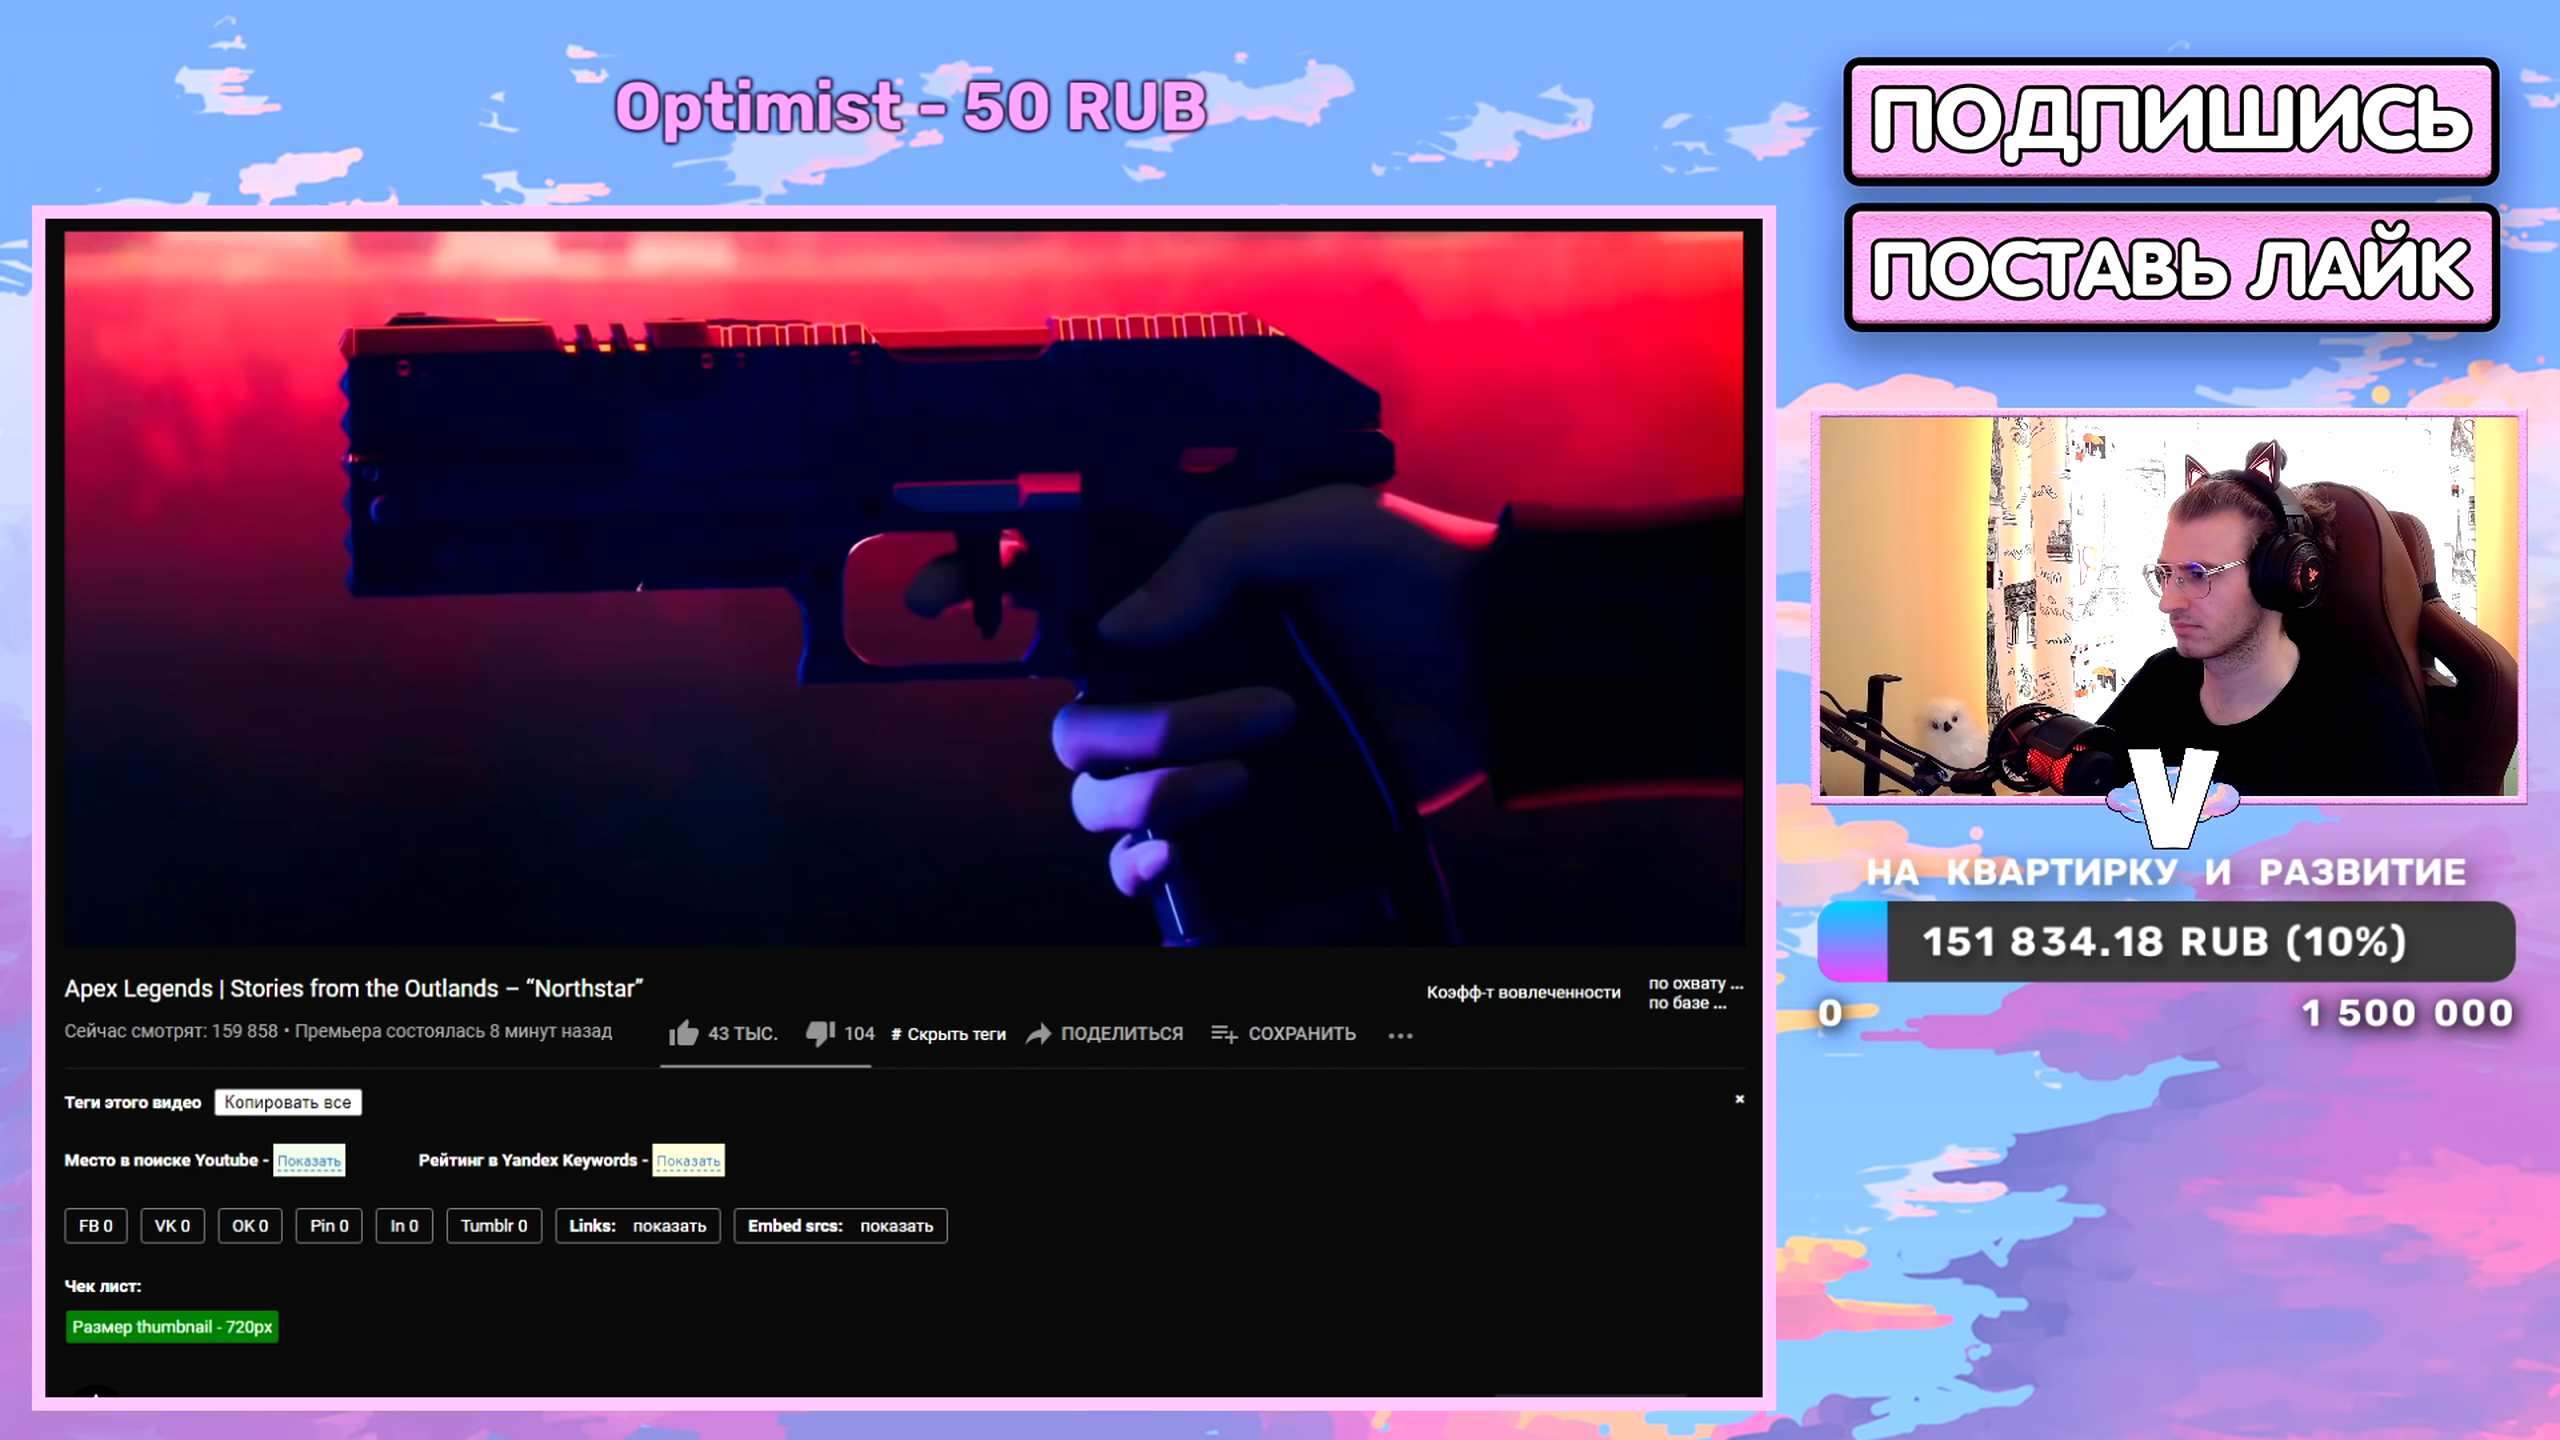 Optimist - 50 RUB
ПОДПИШИСЬ
ПОСТАВЬ ЛАЙК
V
НА КВАРТИРКУ И РАЗВИТИЕ
151 834.18 RUB (10%)
0 1 500 000
Apex Legends | Stories from the Outlands – “Northstar”
Коэфф-т вовлеченности
по охвату ...
по базе ...
Сейчас смотрят: 159 858 • Премьера состоялась 8 минут назад
43 ТЫС. 104 # Скрыть теги ПОДЕЛИТЬСЯ СОХРАНИТЬ
Теги этого видео Копировать все
Место в поиске Youtube - Показать Рейтинг в Yandex Keywords - Показать
FB 0 VK 0 OK 0 Pin 0 In 0 Tumblr 0 Links: показать Embed srcs: показать
Чек лист:
Размер thumbnail - 720px